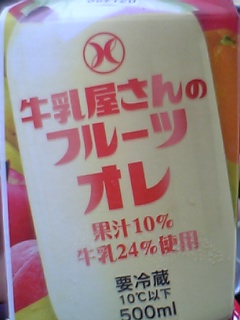 牛乳屋さんの
フルーツ
オレ
果汁10%
牛乳24%使用
要冷蔵
10℃以下
500ml